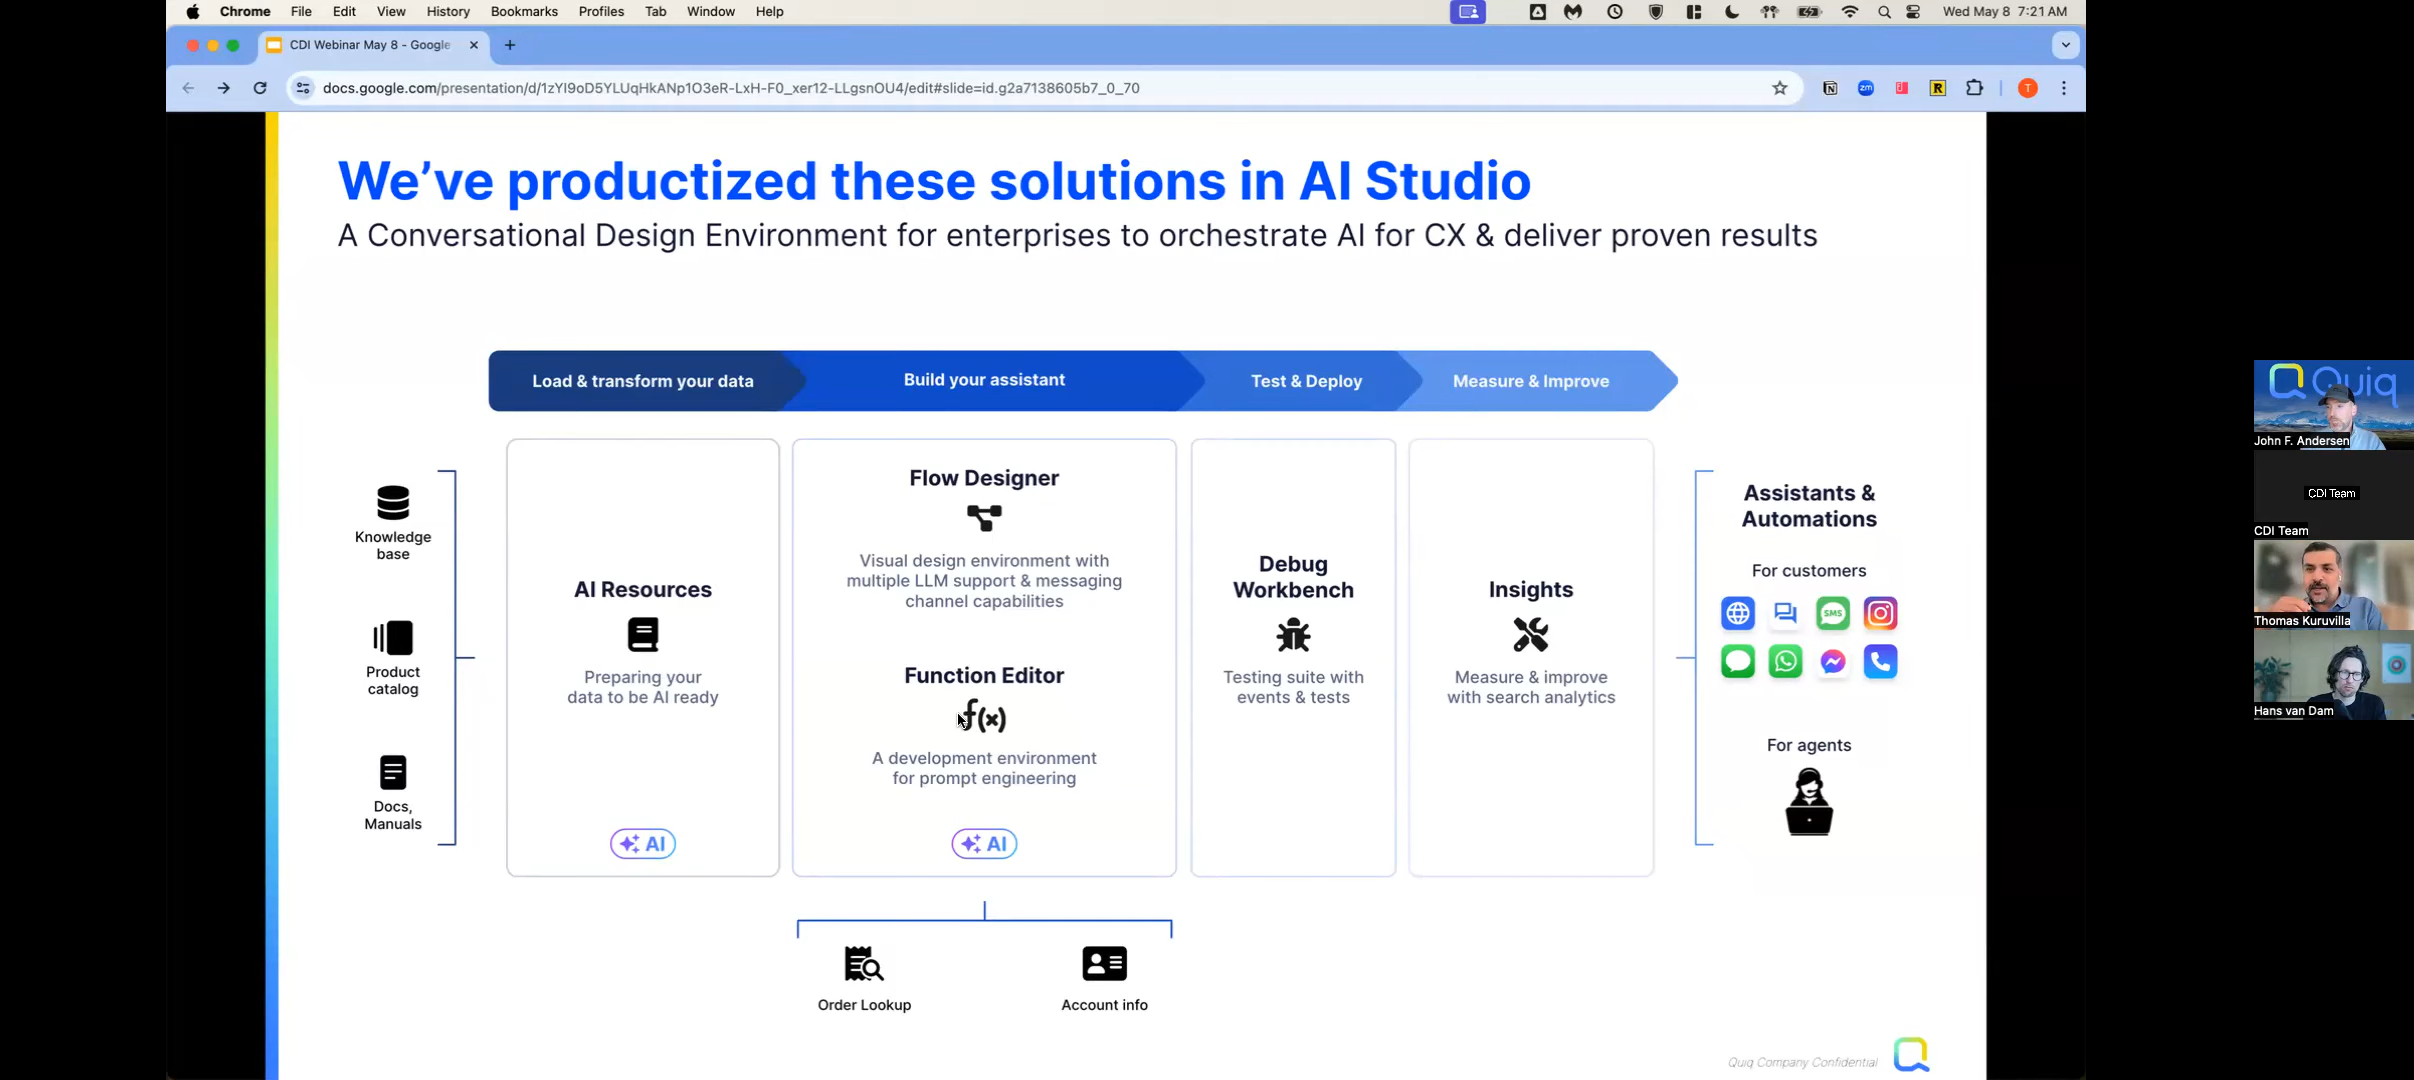 Chrome File Edit View History Bookmarks Profiles Tab Window Help
Wed May 8 7:21 AM
CDI Webinar May 8 - Google
docs.google.com/presentation/d/1zYI9oD5YLUqHkANp1O3eR-LxH-F0_xer12-LLgsnOU4/edit#slide=id.g2a7138605b7_0_70
zm
R
T
We’ve productized these solutions in AI Studio
A Conversational Design Environment for enterprises to orchestrate AI for CX & deliver proven results
Load & transform your data
Build your assistant
Test & Deploy
Measure & Improve
Knowledge
base
Product
catalog
Docs,
Manuals
AI Resources
Preparing your
data to be AI ready
AI
Flow Designer
Visual design environment with
multiple LLM support & messaging
channel capabilities
Function Editor
f(x)
A development environment
for prompt engineering
AI
Debug
Workbench
Testing suite with
events & tests
Insights
Measure & improve
with search analytics
Assistants &
Automations
For customers
SMS
For agents
Order Lookup
Account info
Quiq Company Confidential
Quiq
John F. Andersen
CDI Team
CDI Team
Thomas Kuruvilla
Hans van Dam